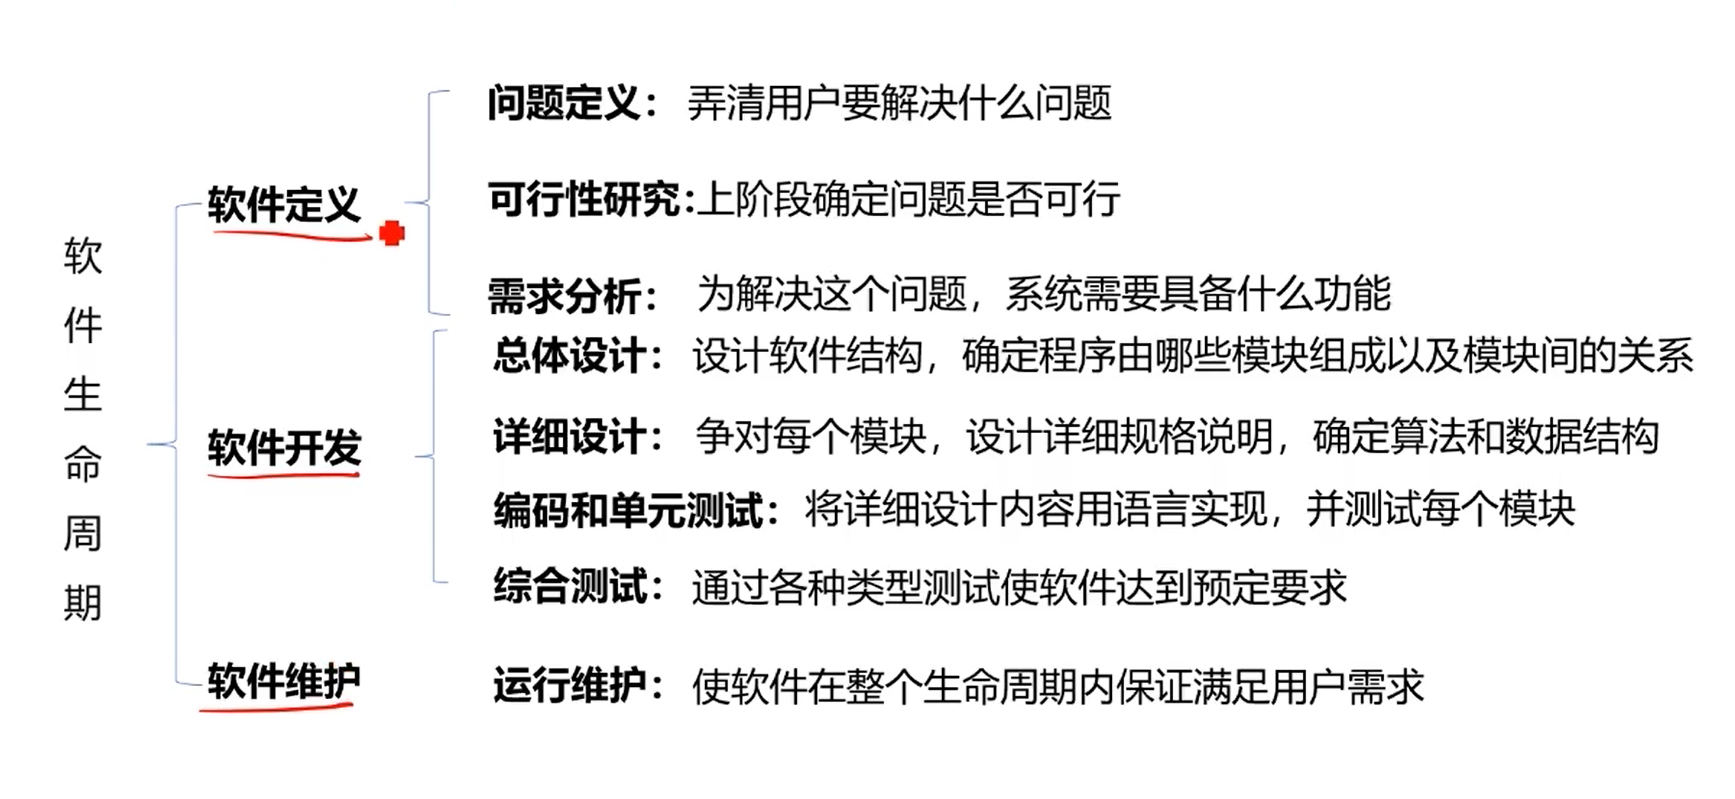 软件生命周期
软件定义
问题定义：弄清用户要解决什么问题
可行性研究：上阶段确定问题是否可行
需求分析：为解决这个问题，系统需要具备什么功能
软件开发
总体设计：设计软件结构，确定程序由哪些模块组成以及模块间的关系
详细设计：争对每个模块，设计详细规格说明，确定算法和数据结构
编码和单元测试：将详细设计内容用语言实现，并测试每个模块
综合测试：通过各种类型测试使软件达到预定要求
软件维护
运行维护：使软件在整个生命周期内保证满足用户需求